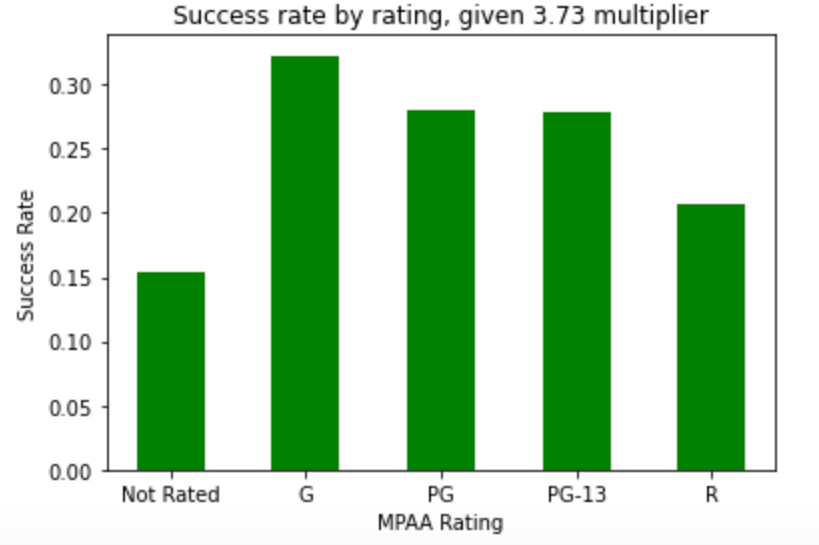 Success rate by rating, given 3.73 multiplier
Success Rate
0.30
0.25
0.20
0.15
0.10
0.05
0.00
Not Rated G PG PG-13 R
MPAA Rating